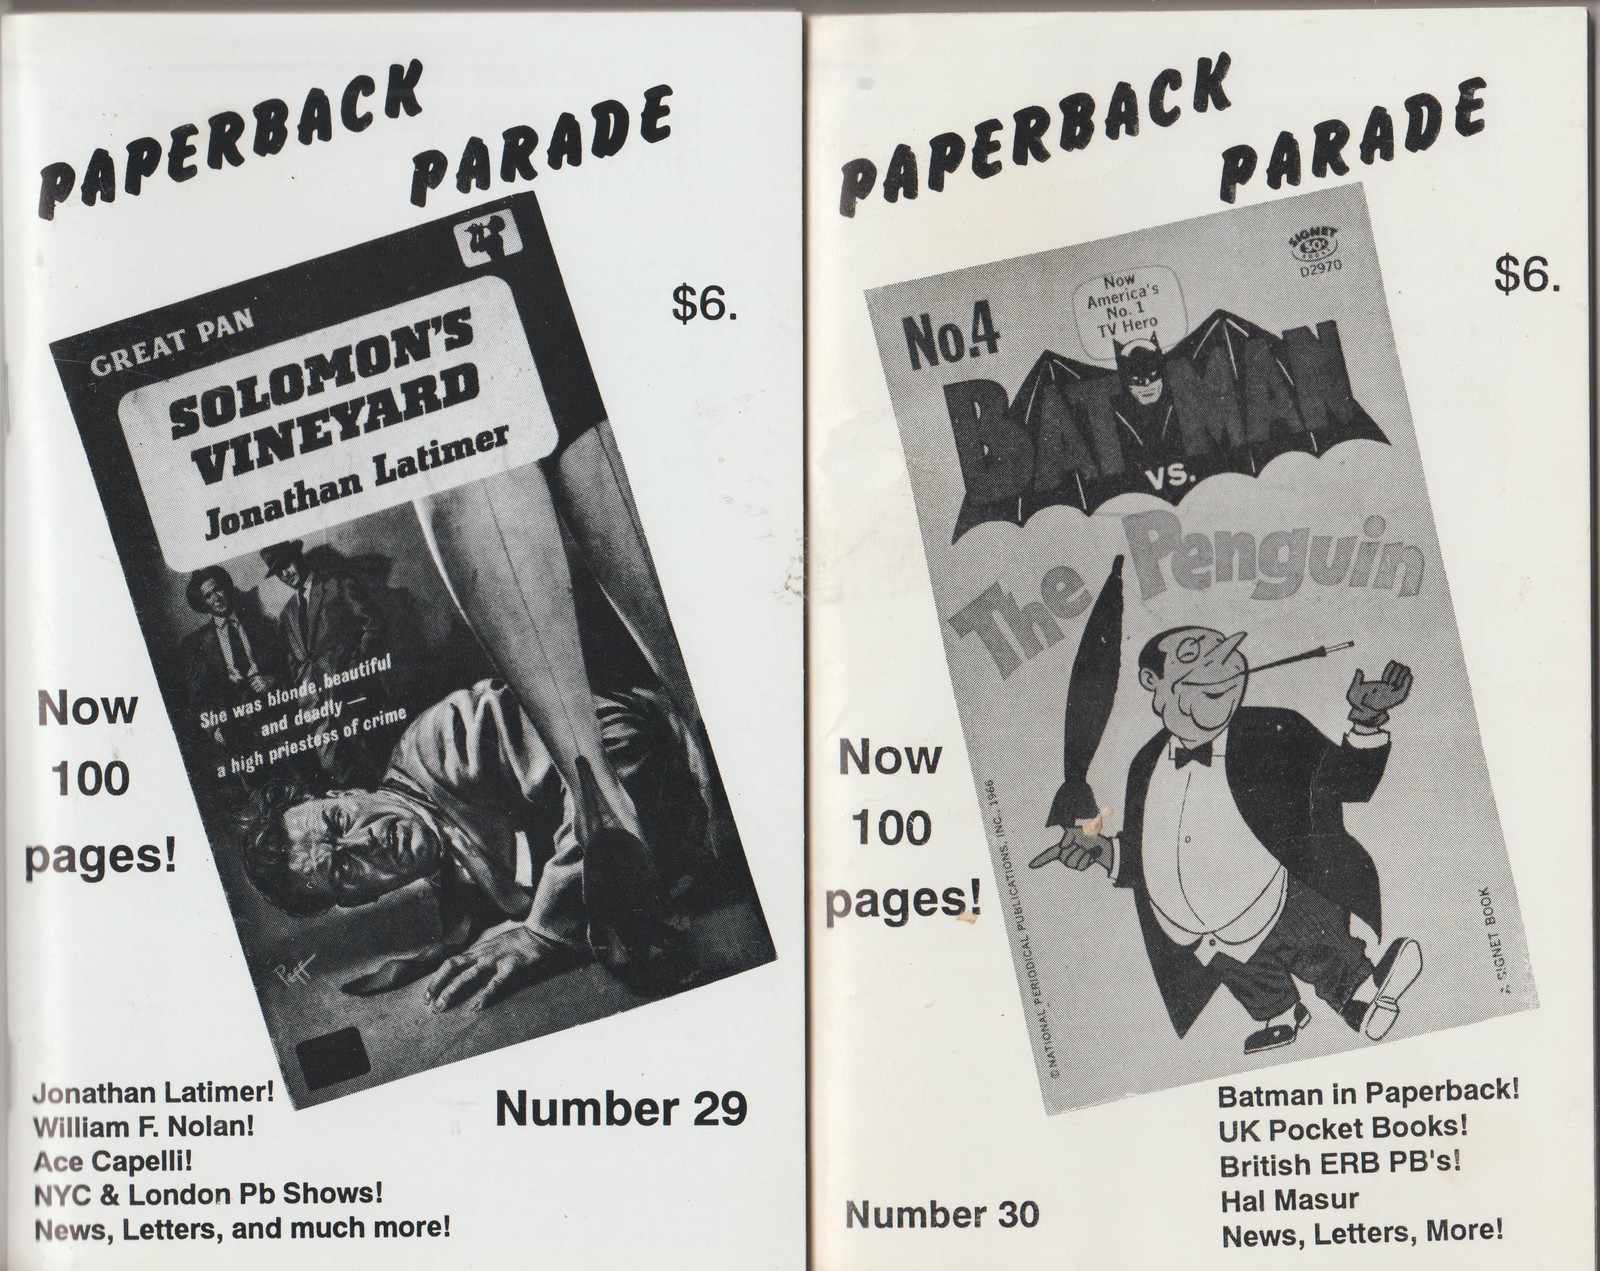 PAPERBACK
PARADE
$6.
GREAT PAN
SOLOMON'S
VINEYARD
Jonathan Latimer
She was blonde, beautiful
and deadly —
a high priestess of crime
Peff
Now
100
pages!
Jonathan Latimer!
William F. Nolan!
Ace Capelli!
NYC & London Pb Shows!
News, Letters, and much more!
Number 29
PAPERBACK
PARADE
$6.
SIGNET
50¢
BOOKS
D2970
No.4
Now
America's
No. 1
TV Hero
BATMAN
VS.
The Penguin
©NATIONAL PERIODICAL PUBLICATIONS, INC., 1966
A SIGNET BOOK
Now
100
pages!
Number 30
Batman in Paperback!
UK Pocket Books!
British ERB PB's!
Hal Masur
News, Letters, More!